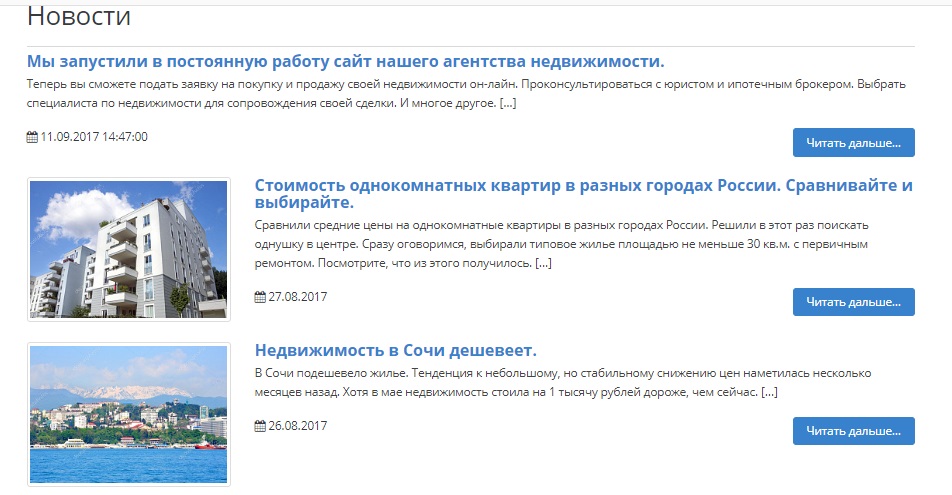 Новости
Мы запустили в постоянную работу сайт нашего агентства недвижимости.
Теперь вы сможете подать заявку на покупку и продажу своей недвижимости он-лайн. Проконсультироваться с юристом и ипотечным брокером. Выбрать
специалиста по недвижимости для сопровождения своей сделки. И многое другое. [...]
11.09.2017 14:47:00
Читать дальше...
Стоимость однокомнатных квартир в разных городах России. Сравнивайте и
выбирайте.
Сравнили средние цены на однокомнатные квартиры в разных городах России. Решили в этот раз поискать
однушку в центре. Сразу оговоримся, выбирали типовое жилье площадью не меньше 30 кв.м. с первичным
ремонтом. Посмотрите, что из этого получилось. [...]
27.08.2017
Читать дальше...
Недвижимость в Сочи дешевеет.
В Сочи подешевело жилье. Тенденция к небольшому, но стабильному снижению цен наметилась несколько
месяцев назад. Хотя в мае недвижимость стоила на 1 тысячу рублей дороже, чем сейчас. [...]
26.08.2017
Читать дальше...